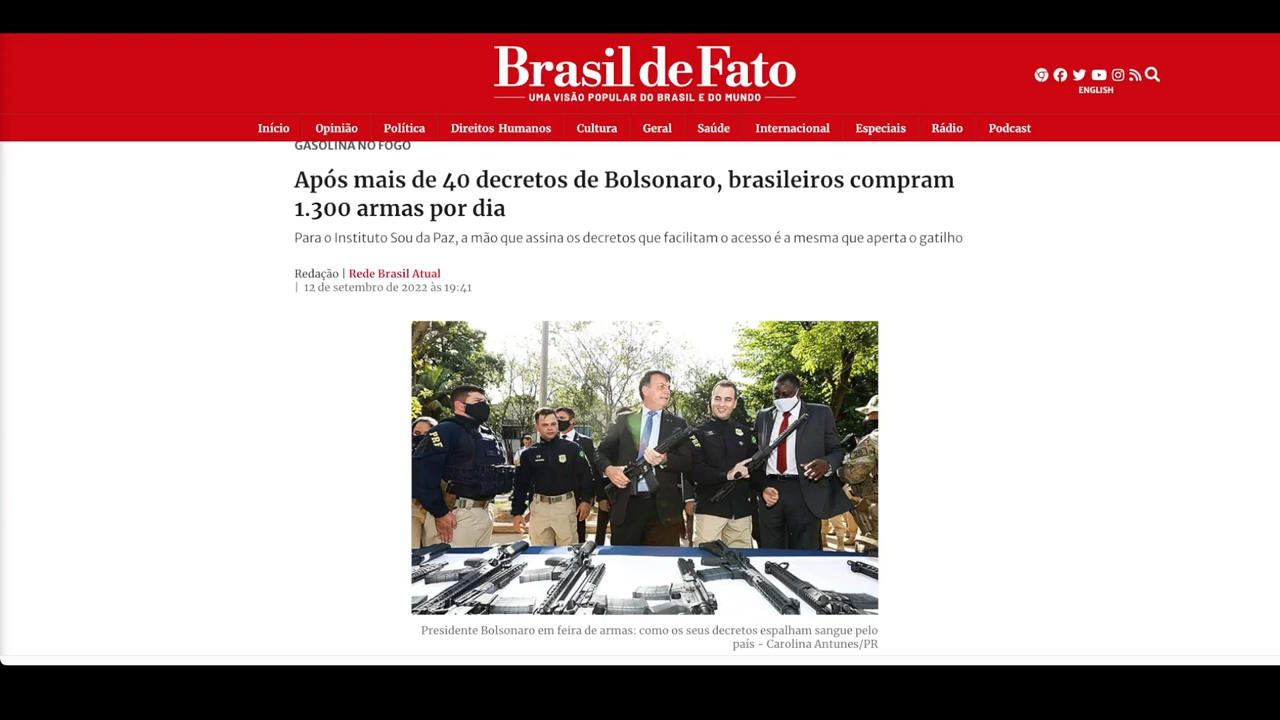 Brasil de Fato
UMA VISÃO POPULAR DO BRASIL E DO MUNDO
ENGLISH
Início Opinião Política Direitos Humanos Cultura Geral Saúde Internacional Especiais Rádio Podcast
GASOLINA NO FOGO
Após mais de 40 decretos de Bolsonaro, brasileiros compram
1.300 armas por dia
Para o Instituto Sou da Paz, a mão que assina os decretos que facilitam o acesso é a mesma que aperta o gatilho
Redação | Rede Brasil Atual
| 12 de setembro de 2022 às 19:41
PRF
PRF
Presidente Bolsonaro em feira de armas: como os seus decretos espalham sangue pelo
país - Carolina Antunes/PR